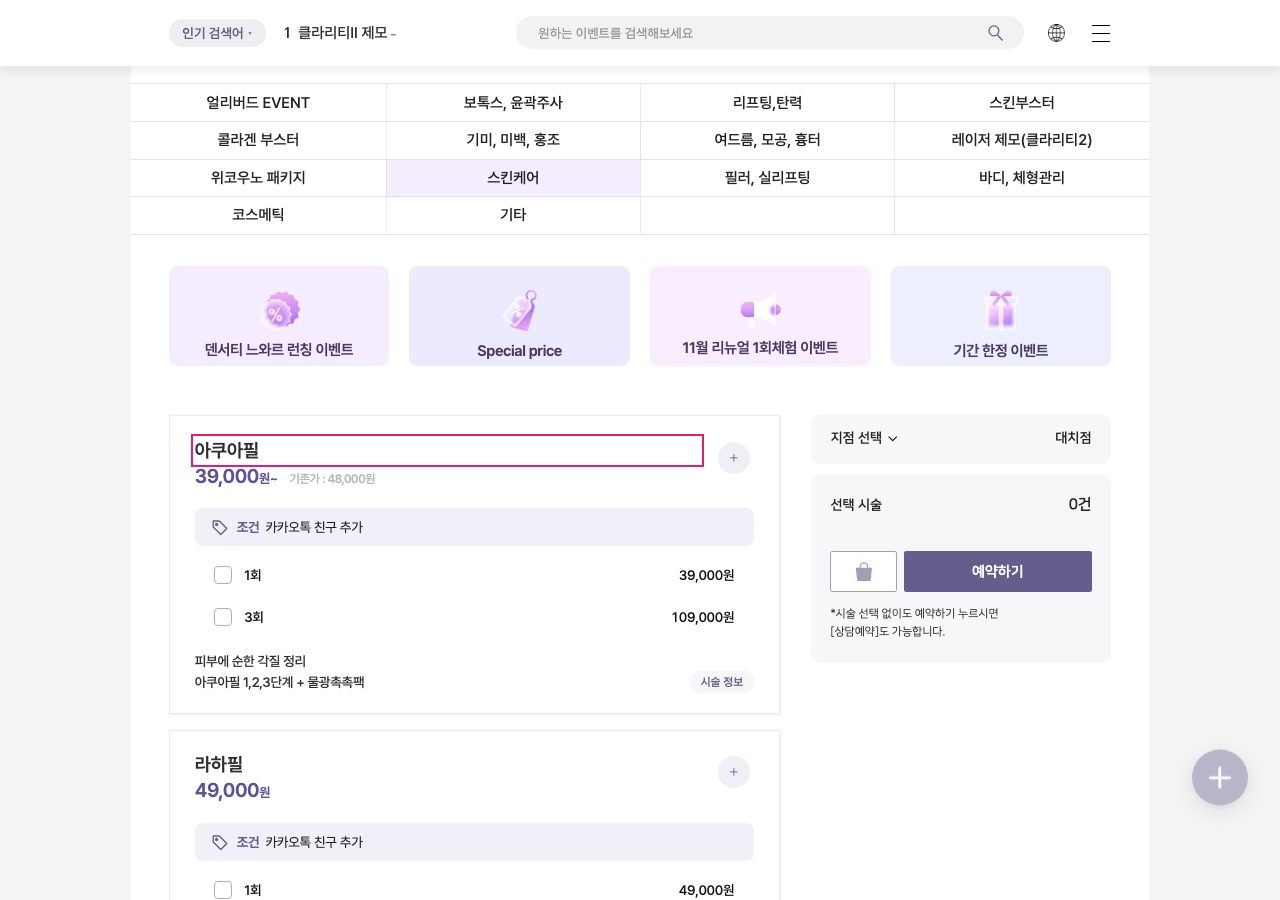 인기 검색어
1 클라리티II 제모 -
원하는 이벤트를 검색해보세요
얼리버드 EVENT
보톡스, 윤곽주사
리프팅,탄력
스킨부스터
콜라겐 부스터
기미, 미백, 홍조
여드름, 모공, 흉터
레이저 제모(클라리티2)
위코우노 패키지
스킨케어
필러, 실리프팅
바디, 체형관리
코스메틱
기타
덴서티 느와르 런칭 이벤트
Special price
11월 리뉴얼 1회체험 이벤트
기간 한정 이벤트
아쿠아필
39,000원~ 기존가 : 48,000원
조건 카카오톡 친구 추가
1회 39,000원
3회 109,000원
피부에 순한 각질 정리
아쿠아필 1,2,3단계 + 물광촉촉팩
시술 정보
지점 선택 대치점
선택 시술 0건
예약하기
*시술 선택 없이도 예약하기 누르시면
[상담예약]도 가능합니다.
라하필
49,000원
조건 카카오톡 친구 추가
1회 49,000원